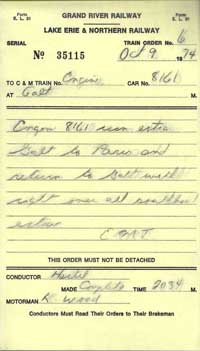 Form
E. L. 31
GRAND RIVER RAILWAY
Form
E. L. 31
LAKE ERIE & NORTHERN RAILWAY
SERIAL
TRAIN ORDER No. 6
No 35115
Oct 9 1974
TO C & M TRAIN No. Engine CAR No. 8161
AT Galt M.
Engine 8161 run extra
Galt to Paris and
return to Galt with
right over all southbound
extras
THIS ORDER MUST NOT BE DETACHED
CONDUCTOR Hertel
MADE Complete TIME 2034 M.
MOTORMAN K. Wood
Conductors Must Read Their Orders to Their Brakeman